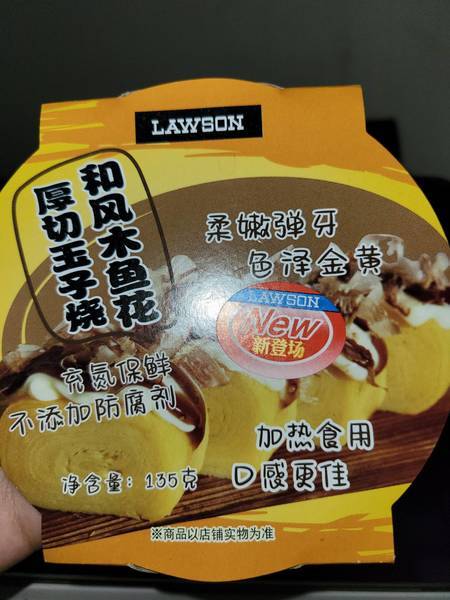 LAWSON
和风木鱼花
厚切玉子烧
柔嫩弹牙
色泽金黄
LAWSON
New
新登场
充氮保鲜
不添加防腐剂
净含量: 135克
加热食用
口感更佳
※商品以店铺实物为准